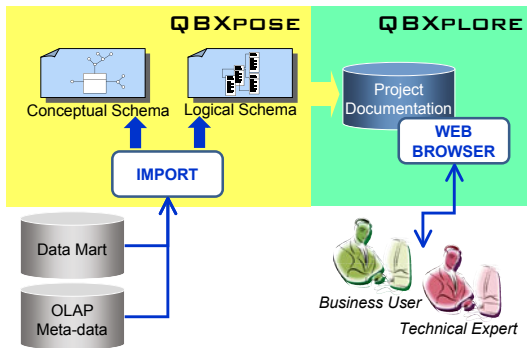 QBXPOSE
QBXPLORE
Conceptual Schema
Logical Schema
Project
Documentation
WEB
BROWSER
IMPORT
Data Mart
OLAP
Meta-data
Business User
Technical Expert